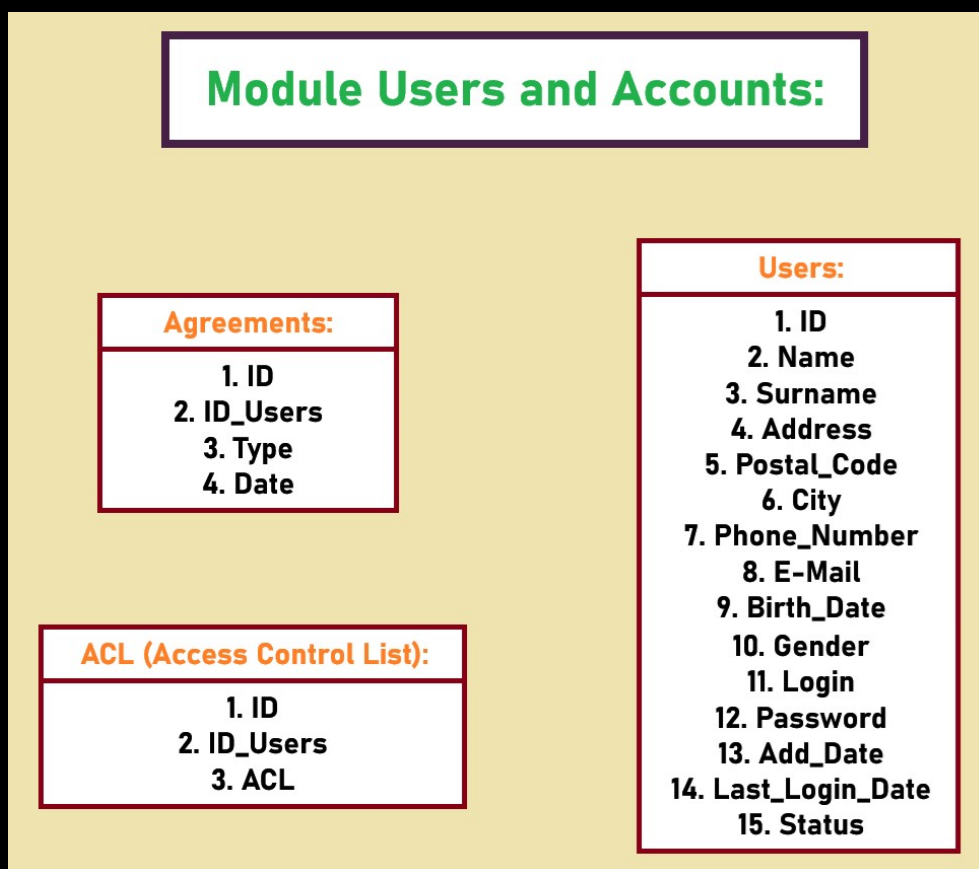 Module Users and Accounts:
Agreements:
1. ID
2. ID_Users
3. Type
4. Date
ACL (Access Control List):
1. ID
2. ID_Users
3. ACL
Users:
1. ID
2. Name
3. Surname
4. Address
5. Postal_Code
6. City
7. Phone_Number
8. E-Mail
9. Birth_Date
10. Gender
11. Login
12. Password
13. Add_Date
14. Last_Login_Date
15. Status